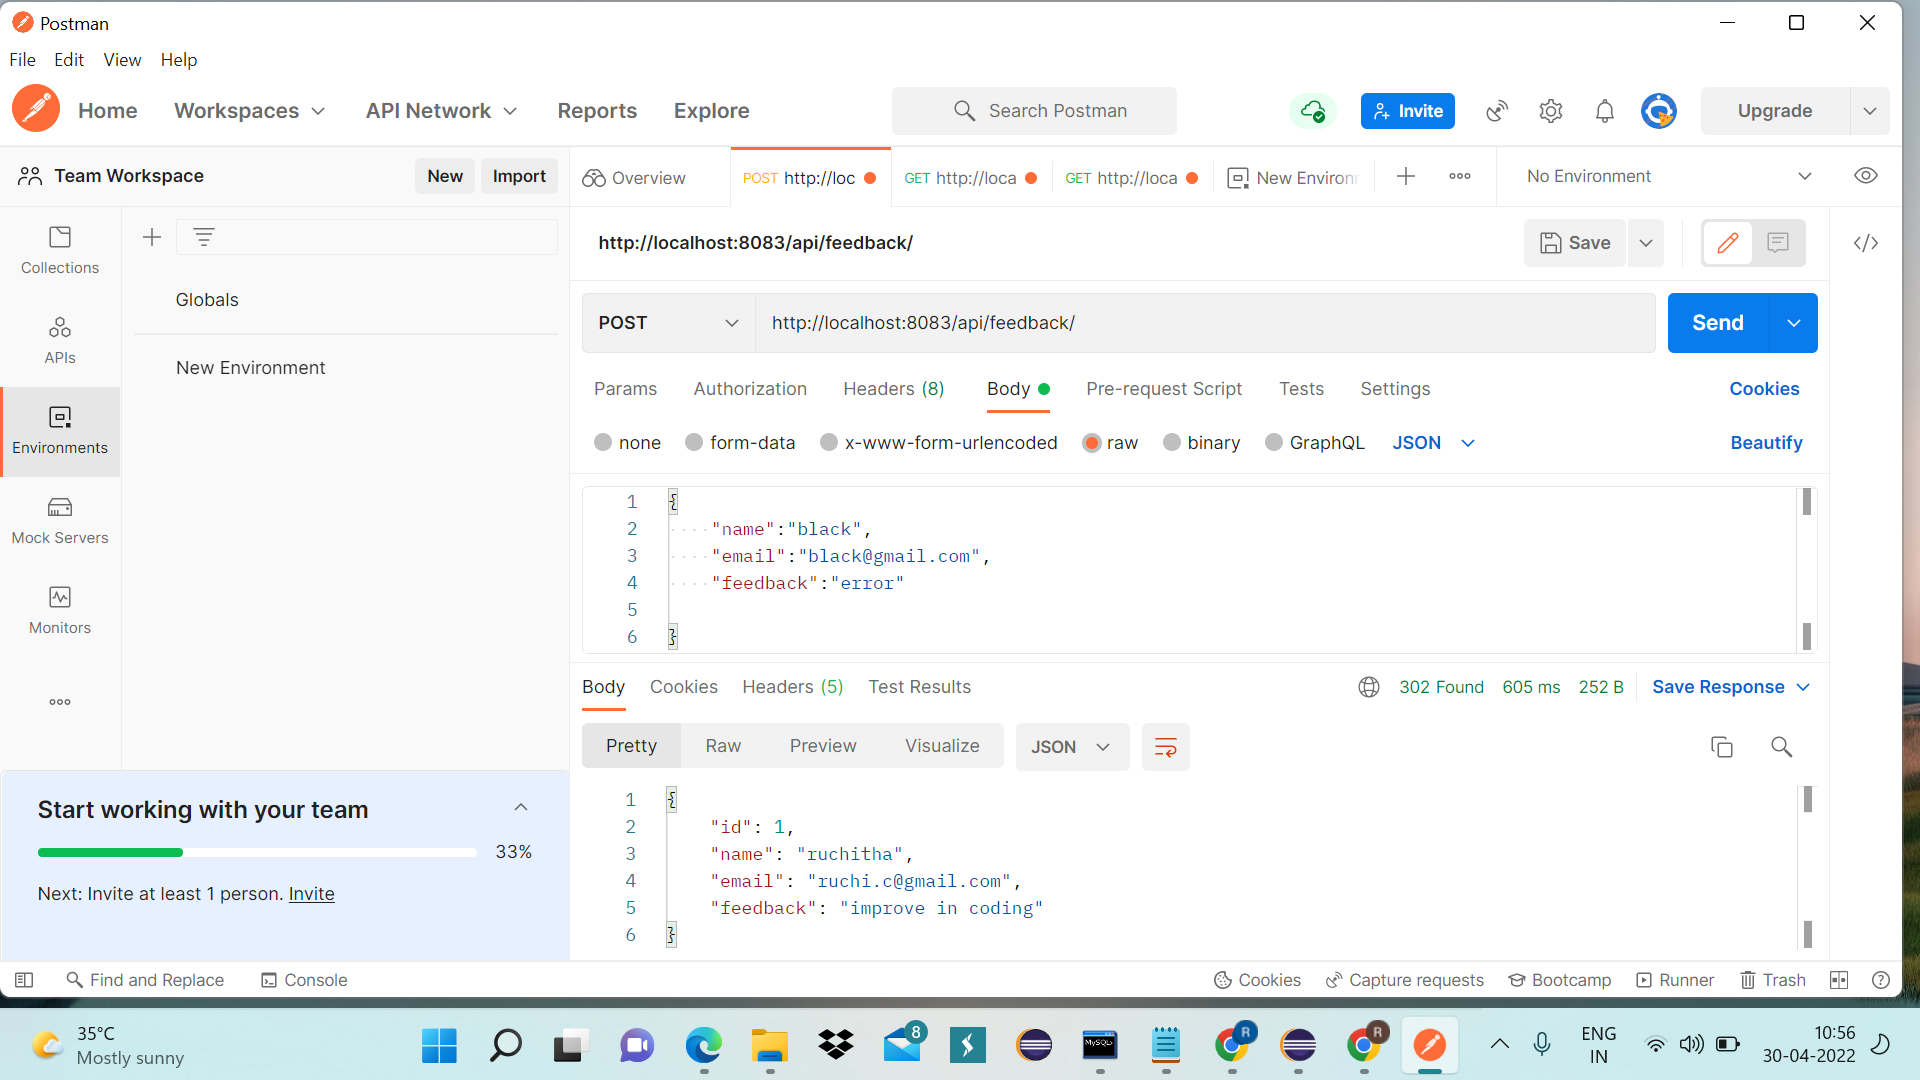 Postman
File Edit View Help
Home Workspaces API Network Reports Explore Search Postman Invite Upgrade
Team Workspace New Import Overview POST http://loc GET http://loca GET http://loca New Environ No Environment
http://localhost:8083/api/feedback/ Save
Collections
Globals
POST http://localhost:8083/api/feedback/ Send
APIs
New Environment
Params Authorization Headers (8) Body Pre-request Script Tests Settings Cookies
Environments
none form-data x-www-form-urlencoded raw binary GraphQL JSON Beautify
1 {
2 "name":"black",
Mock Servers
3 "email":"black@gmail.com",
4 "feedback":"error"
5
Monitors
6 }
Body Cookies Headers (5) Test Results 302 Found 605 ms 252 B Save Response
Pretty Raw Preview Visualize JSON
1 {
2 "id": 1,
3 "name": "ruchitha",
4 "email": "ruchi.c@gmail.com",
5 "feedback": "improve in coding"
6 }
Start working with your team
33%
Next: Invite at least 1 person. Invite
Find and Replace Console Cookies Capture requests Bootcamp Runner Trash
35°C
Mostly sunny
8
MySQL
R
R
ENG
IN
10:56
30-04-2022